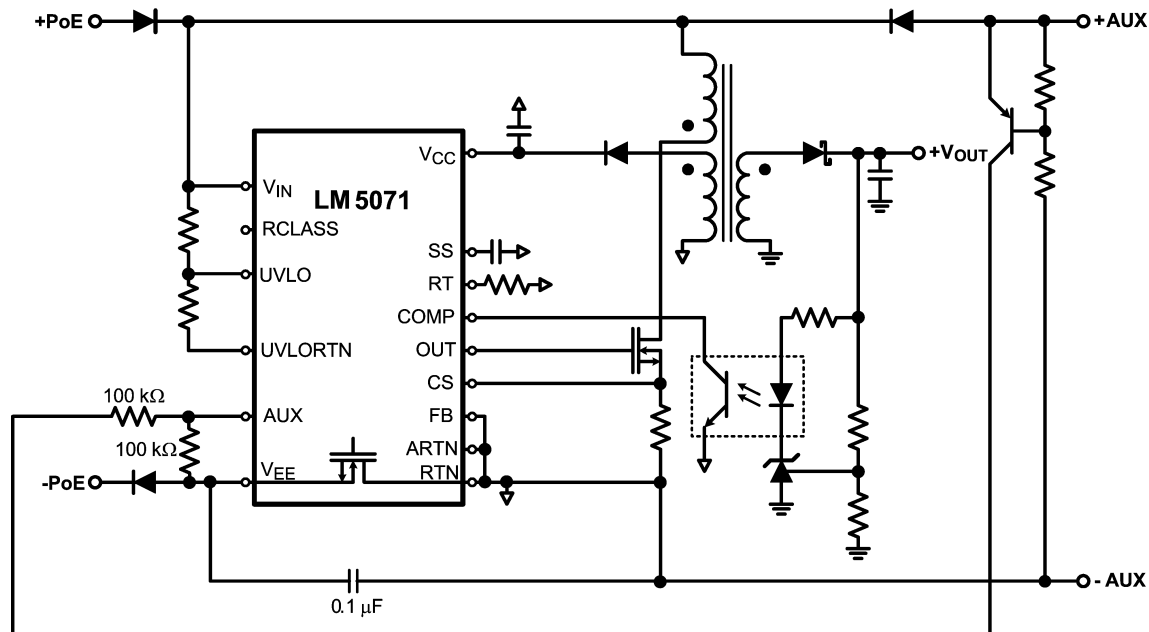 +PoE
+AUX
VCC
+VOUT
VIN
LM 5071
RCLASS
SS
UVLO
RT
COMP
UVLORTN
OUT
CS
100 kΩ
AUX
FB
100 kΩ
ARTN
-PoE
VEE
RTN
0.1 µF
- AUX